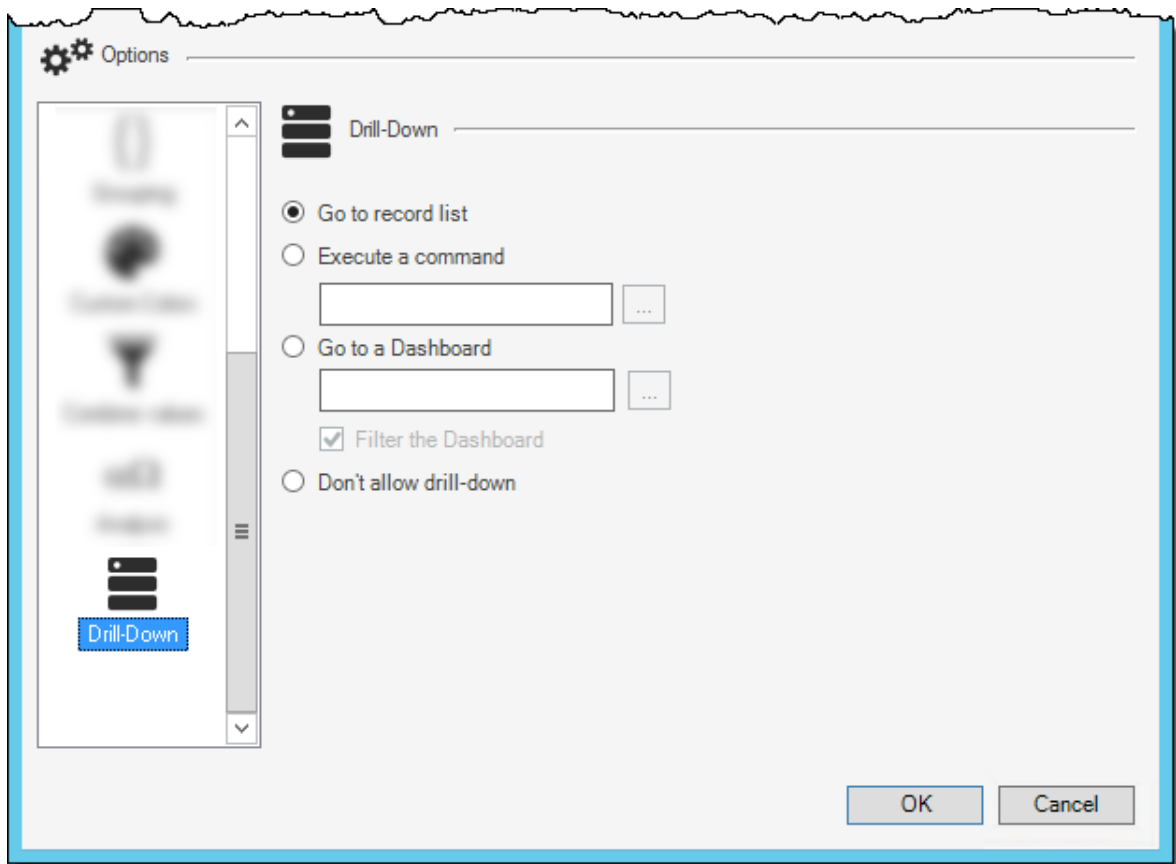 Options
Drill-Down
Go to record list
Execute a command
...
Go to a Dashboard
...
Filter the Dashboard
Don't allow drill-down
Drill-Down
OK
Cancel